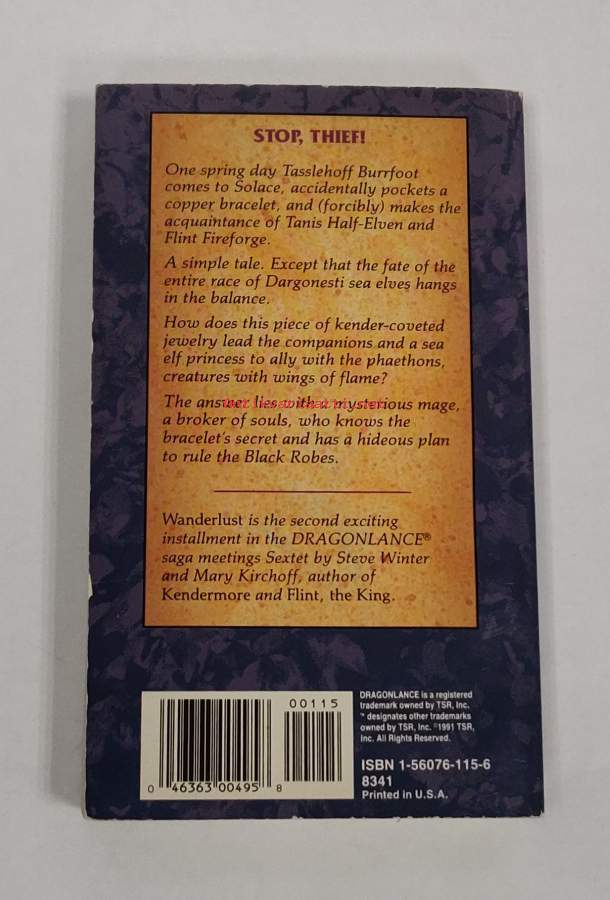 STOP, THIEF!
One spring day Tasslehoff Burrfoot
comes to Solace, accidentally pockets a
copper bracelet, and (forcibly) makes the
acquaintance of Tanis Half-Elven and
Flint Fireforge.
A simple tale. Except that the fate of the
entire race of Dargonesti sea elves hangs
in the balance.
How does this piece of kender-coveted
jewelry lead the companions and a sea
elf princess to ally with the phaethons,
creatures with wings of flame?
The answer lies with a mysterious mage,
a broker of souls, who knows the
bracelet's secret and has a hideous plan
to rule the Black Robes.
Wanderlust is the second exciting
installment in the DRAGONLANCE®
saga meetings Sextet by Steve Winter
and Mary Kirchoff, author of
Kendermore and Flint, the King.
00115
0 46363 00495 8
DRAGONLANCE is a registered
trademark owned by TSR, Inc.
™ designates other trademarks
owned by TSR, Inc. ©1991 TSR,
Inc. All Rights Reserved.
ISBN 1-56076-115-6
8341
Printed in U.S.A.